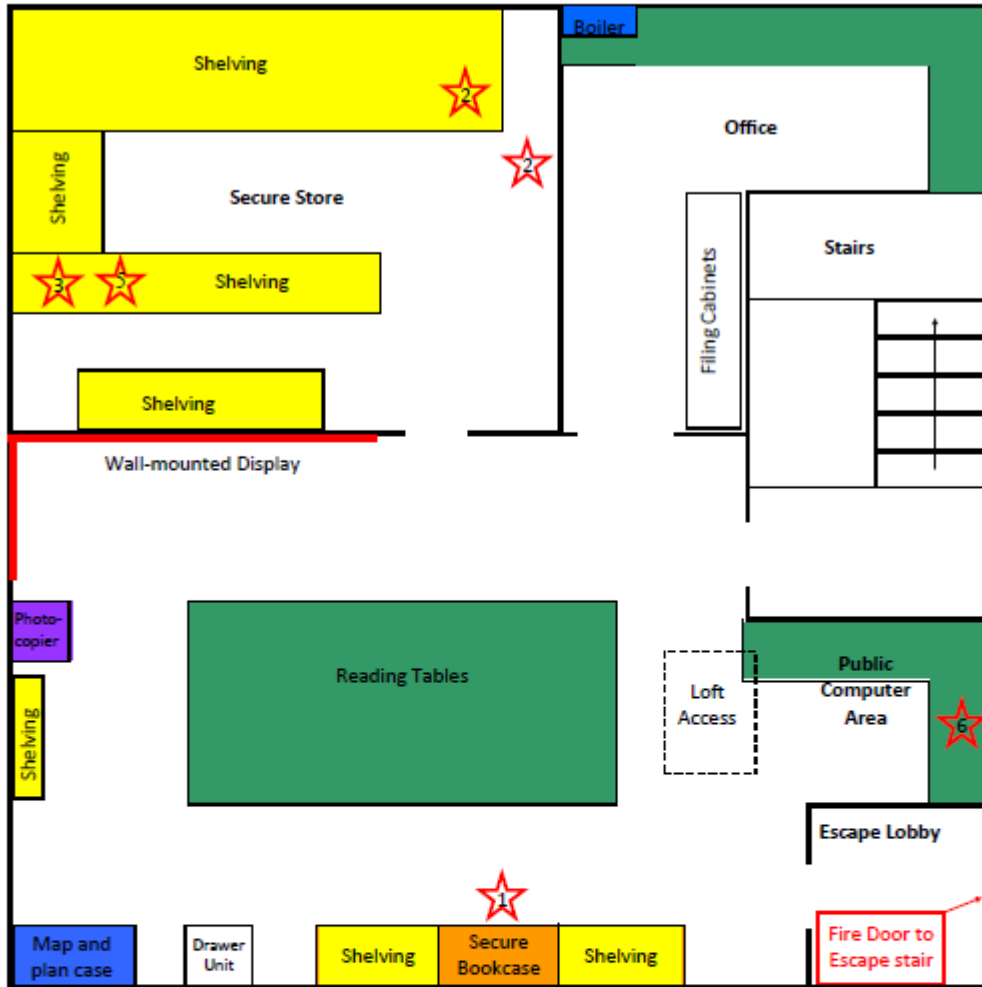 Boiler
Shelving
2
Office
Shelving
2
Secure Store
Stairs
3
5
Shelving
Filing Cabinets
Shelving
Wall-mounted Display
Photo-
copier
Reading Tables
Public
Computer
Area
Loft
Access
Shelving
6
Escape Lobby
1
Map and
plan case
Drawer
Unit
Shelving
Secure
Bookcase
Shelving
Fire Door to
Escape stair